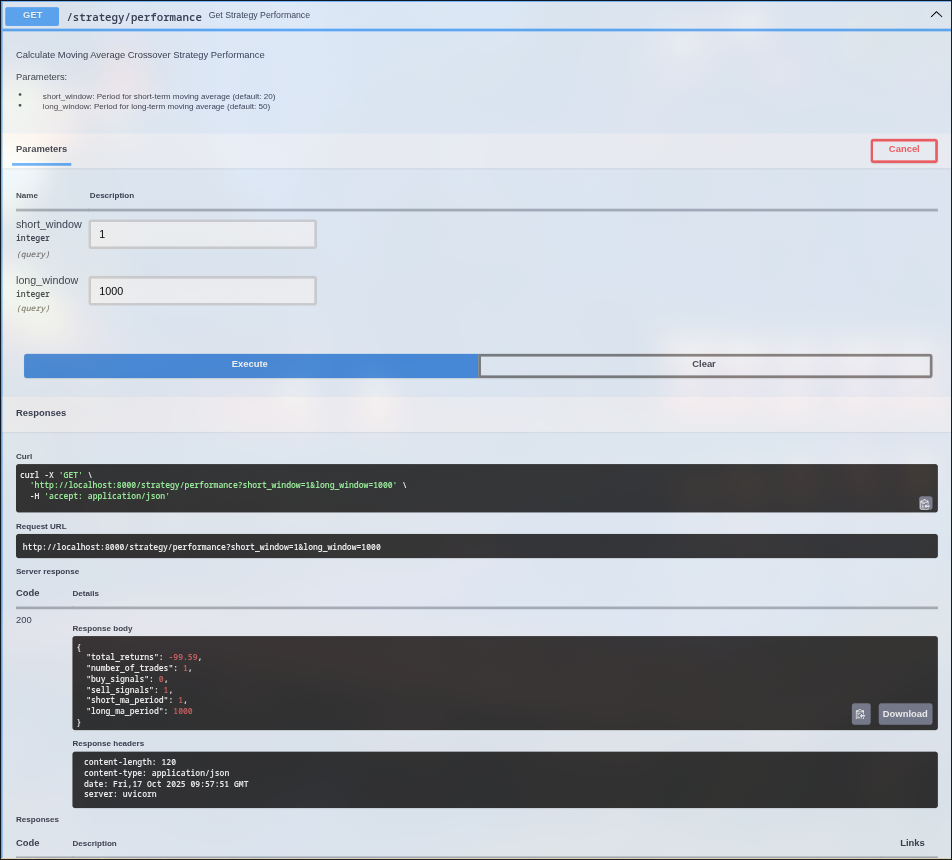 GET /strategy/performance Get Strategy Performance
Calculate Moving Average Crossover Strategy Performance
Parameters:
• short_window: Period for short-term moving average (default: 20)
• long_window: Period for long-term moving average (default: 50)
Parameters
Cancel
Name Description
short_window
integer
(query)
1
long_window
integer
(query)
1000
Execute
Clear
Responses
Curl
curl -X 'GET' \
'http://localhost:8000/strategy/performance?short_window=1&long_window=1000' \
-H 'accept: application/json'
Request URL
http://localhost:8000/strategy/performance?short_window=1&long_window=1000
Server response
Code Details
200
Response body
{
"total_returns": -99.59,
"number_of_trades": 1,
"buy_signals": 0,
"sell_signals": 1,
"short_ma_period": 1,
"long_ma_period": 1000
}
Download
Response headers
content-length: 120
content-type: application/json
date: Fri,17 Oct 2025 09:57:51 GMT
server: uvicorn
Responses
Code Description Links